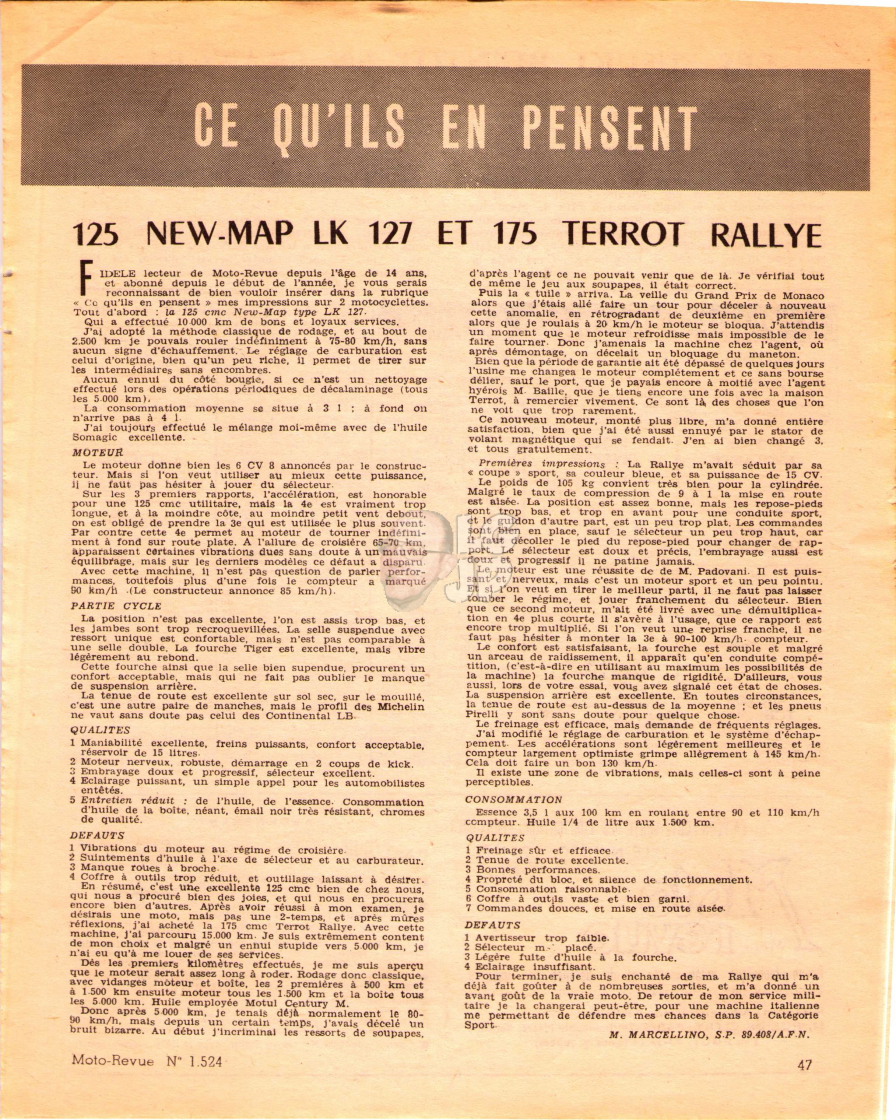 CE QU'ILS EN PENSENT
125 NEW-MAP LK 127 ET 175 TERROT RALLYE
FIDELE lecteur de Moto-Revue depuis l'âge de 14 ans,
et abonné depuis le début de l'année, je vous serais
reconnaissant de bien vouloir insérer dans la rubrique
« Ce qu'ils en pensent » mes impressions sur 2 motocyclettes.
Tout d'abord : la 125 cmc New-Map type LK 127.
Qui a effectué 10.000 km de bons et loyaux services.
J'ai adopté la méthode classique de rodage, et au bout de
2.500 km je pouvais rouler indéfiniment à 75-80 km/h, sans
aucun signe d'échauffement. Le réglage de carburation est
celui d'origine, bien qu'un peu riche, il permet de tirer sur
les intermédiaires sans encombres.
Aucun ennui du côté bougie, si ce n'est un nettoyage
effectué lors des opérations périodiques de décalaminage (tous
les 5.000 km).
La consommation moyenne se situe à 3 l ; à fond on
n'arrive pas à 4 l.
J'ai toujours effectué le mélange moi-même avec de l'huile
Somagic excellente.
MOTEUR
Le moteur donne bien les 6 CV 8 annoncés par le construc-
teur. Mais si l'on veut utiliser au mieux cette puissance,
il ne faut pas hésiter à jouer du sélecteur.
Sur les 3 premiers rapports, l'accélération, est honorable
pour une 125 cmc utilitaire, mais la 4e est vraiment trop
longue, et à la moindre côte, au moindre petit vent debout,
on est obligé de prendre la 3e qui est utilisée le plus souvent.
Par contre cette 4e permet au moteur de tourner indéfini-
ment à fond sur route plate. A l'allure de croisière 65-70 km,
apparaissent certaines vibrations dues sans doute à un mauvais
équilibrage, mais sur les derniers modèles ce défaut a disparu.
Avec cette machine, il n'est pas question de parler perfor-
mances, toutefois plus d'une fois le compteur a marqué
90 km/h (Le constructeur annonce 85 km/h).
PARTIE CYCLE
La position n'est pas excellente, l'on est assis trop bas, et
les jambes sont trop recroquevillées. La selle suspendue avec
ressort unique est confortable, mais n'est pas comparable à
une selle double. La fourche Tiger est excellente, mais vibre
légèrement au rebond.
Cette fourche ainsi que la selle bien supendue, procurent un
confort acceptable, mais qui ne fait pas oublier le manque
de suspension arrière.
La tenue de route est excellente sur sol sec, sur le mouillé,
c'est une autre paire de manches, mais le profil des Michelin
ne vaut sans doute pas celui des Continental LB.
QUALITES
1 Maniabilité excellente, freins puissants, confort acceptable,
réservoir de 15 litres.
2 Moteur nerveux, robuste, démarrage en 2 coups de kick.
3 Embrayage doux et progressif, sélecteur excellent.
4 Eclairage puissant, un simple appel pour les automobilistes
entêtés.
5 Entretien réduit : de l'huile, de l'essence. Consommation
d'huile de la boîte, néant, émail noir très résistant, chromes
de qualité.
DEFAUTS
1 Vibrations du moteur au régime de croisière.
2 Suintements d'huile à l'axe de sélecteur et au carburateur.
3 Manque roues à broche.
4 Coffre à outils trop réduit, et outillage laissant à désirer.
En résumé, c'est une excellente 125 cmc bien de chez nous,
qui nous a procuré bien des joies, et qui nous en procurera
encore bien d'autres. Après avoir réussi à mon examen, je
désirais une moto, mais pas une 2-temps, et après mûres
réflexions, j'ai acheté la 175 cmc Terrot Rallye. Avec cette
machine, j'ai parcouru 15.000 km. Je suis extrêmement content
de mon choix et malgré un ennui stupide vers 5.000 km, je
n'ai eu qu'à me louer de ses services.
Dès les premiers kilomètres effectués, je me suis aperçu
que le moteur serait assez long à roder. Rodage donc classique,
avec vidanges moteur et boîte, les 2 premières à 500 km et
à 1.500 km ensuite moteur tous les 1.500 km et la boîte tous
les 5.000 km. Huile employée Motul Century M.
Donc après 5.000 km, je tenais déjà normalement le 80-
90 km/h, mais depuis un certain temps, j'avais décelé un
bruit bizarre. Au début j'incriminai les ressorts de soupapes,
d'après l'agent ce ne pouvait venir que de là. Je vérifiai tout
de même le jeu aux soupapes, il était correct.
Puis la « tuile » arriva. La veille du Grand Prix de Monaco
alors que j'étais allé faire un tour pour déceler à nouveau
cette anomalie, en rétrogradant de deuxième en première
alors que je roulais à 20 km/h le moteur se bloqua. J'attendis
un moment que le moteur refroidisse mais impossible de le
faire tourner. Donc j'amenais la machine chez l'agent, où
après démontage, on décelait un bloquage du maneton.
Bien que la période de garantie ait été dépassé de quelques jours
l'usine me changea le moteur complètement et ce sans bourse
délier, sauf le port, que je payais encore à moitié avec l'agent
hyérois M. Baille, que je tiens encore une fois avec la maison
Terrot, à remercier vivement. Ce sont là, des choses que l'on
ne voit que trop rarement.
Ce nouveau moteur, monté plus libre, m'a donné entière
satisfaction, bien que j'ai été aussi ennuyé par le stator de
volant magnétique qui se fendait. J'en ai bien changé 3,
et tous gratuitement.
Premières impressions : La Rallye m'avait séduit par sa
« coupe » sport, sa couleur bleue, et sa puissance de 15 CV.
Le poids de 105 kg convient très bien pour la cylindrée.
Malgré le taux de compression de 9 à 1 la mise en route
est aisée. La position est assez bonne, mais les repose-pieds
sont trop bas, et trop en avant pour une conduite sport,
et le guidon d'autre part, est un peu trop plat. Les commandes
sont bien en place, sauf le sélecteur un peu trop haut, car
il faut décoller le pied du repose-pied pour changer de rap-
port. Le sélecteur est doux et précis, l'embrayage aussi est
doux et progressif il ne patine jamais.
Le moteur est une réussite de de M. Padovani. Il est puis-
sant et nerveux, mais c'est un moteur sport et un peu pointu.
Et si l'on veut en tirer le meilleur parti, il ne faut pas laisser
tomber le régime, et jouer franchement du sélecteur. Bien
que ce second moteur, m'ait été livré avec une démultiplica-
tion en 4e plus courte il s'avère à l'usage, que ce rapport est
encore trop multiplié. Si l'on veut une reprise franche, il ne
faut pas hésiter à monter la 3e à 90-100 km/h. compteur.
Le confort est satisfaisant, la fourche est souple et malgré
un arceau de raidissement, il apparaît qu'en conduite compé-
tition, (c'est-à-dire en utilisant au maximum les possibilités de
la machine) la fourche manque de rigidité. D'ailleurs, vous
aussi, lors de votre essai, vous avez signalé cet état de choses.
La suspension arrière est excellente. En toutes circonstances,
la tenue de route est au-dessus de la moyenne ; et les pneus
Pirelli y sont sans doute pour quelque chose.
Le freinage est efficace, mais demande de fréquents réglages.
J'ai modifié le réglage de carburation et le système d'échap-
pement. Les accélérations sont légèrement meilleures et le
compteur largement optimiste grimpe allégrement à 145 km/h.
Cela doit faire un bon 130 km/h.
Il existe une zone de vibrations, mais celles-ci sont à peine
perceptibles.
CONSOMMATION
Essence 3,5 l aux 100 km en roulant entre 90 et 110 km/h
compteur. Huile 1/4 de litre aux 1.500 km.
QUALITES
1 Freinage sûr et efficace.
2 Tenue de route excellente.
3 Bonnes performances.
4 Propreté du bloc, et silence de fonctionnement.
5 Consommation raisonnable.
6 Coffre à outils vaste et bien garni.
7 Commandes douces, et mise en route aisée.
DEFAUTS
1 Avertisseur trop faible.
2 Sélecteur placé.
3 Légère fuite d'huile à la fourche.
4 Eclairage insuffisant.
Pour terminer, je suis enchanté de ma Rallye qui m'a
déjà fait goûter à de nombreuses sorties, et m'a donné un
avant goût de la vraie moto. De retour de mon service mili-
taire je la changerai peut-être, pour une machine italienne
me permettant de défendre mes chances dans la Catégorie
Sport.
M. MARCELLINO, S.P. 89.408/A.F.N.
Moto-Revue N° 1.524
47